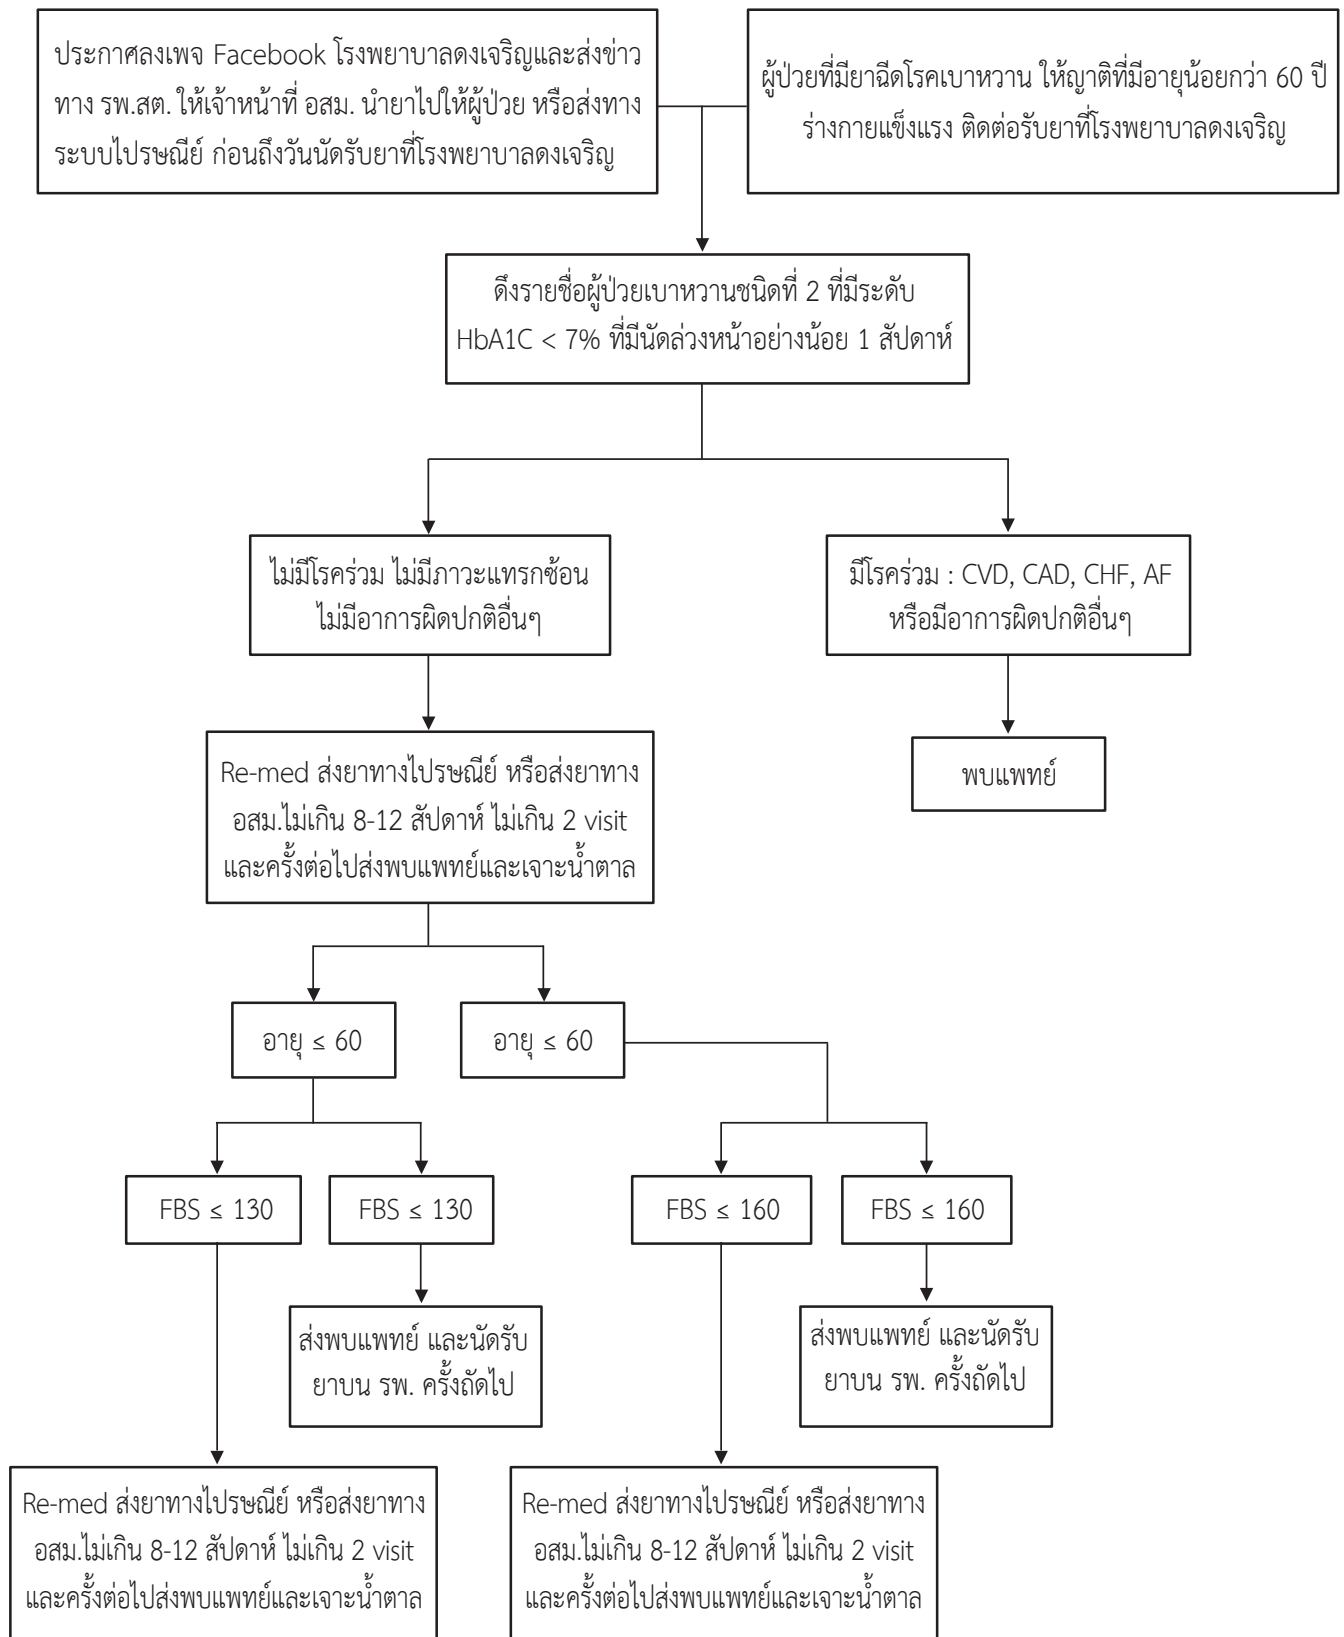 ประกาศลงเพจ Facebook โรงพยาบาลดงเจริญและส่งข่าว
ทาง รพ.สต. ให้เจ้าหน้าที่ อสม. นำยาไปให้ผู้ป่วย หรือส่งทาง
ระบบไปรษณีย์ ก่อนถึงวันนัดรับยาที่โรงพยาบาลดงเจริญ
ผู้ป่วยที่มียาฉีดโรคเบาหวาน ให้ญาติที่มีอายุน้อยกว่า 60 ปี
ร่างกายแข็งแรง ติดต่อรับยาที่โรงพยาบาลดงเจริญ
ดึงรายชื่อผู้ป่วยเบาหวานชนิดที่ 2 ที่มีระดับ
HbA1C < 7% ที่มีนัดล่วงหน้าอย่างน้อย 1 สัปดาห์
ไม่มีโรคร่วม ไม่มีภาวะแทรกซ้อน
ไม่มีอาการผิดปกติอื่นๆ
มีโรคร่วม : CVD, CAD, CHF, AF
หรือมีอาการผิดปกติอื่นๆ
Re-med ส่งยาทางไปรษณีย์ หรือส่งยาทาง
อสม.ไม่เกิน 8-12 สัปดาห์ ไม่เกิน 2 visit
และครั้งต่อไปส่งพบแพทย์และเจาะน้ำตาล
พบแพทย์
อายุ ≤ 60
อายุ ≤ 60
FBS ≤ 130
FBS ≤ 130
FBS ≤ 160
FBS ≤ 160
ส่งพบแพทย์ และนัดรับ
ยาบน รพ. ครั้งถัดไป
ส่งพบแพทย์ และนัดรับ
ยาบน รพ. ครั้งถัดไป
Re-med ส่งยาทางไปรษณีย์ หรือส่งยาทาง
อสม.ไม่เกิน 8-12 สัปดาห์ ไม่เกิน 2 visit
และครั้งต่อไปส่งพบแพทย์และเจาะน้ำตาล
Re-med ส่งยาทางไปรษณีย์ หรือส่งยาทาง
อสม.ไม่เกิน 8-12 สัปดาห์ ไม่เกิน 2 visit
และครั้งต่อไปส่งพบแพทย์และเจาะน้ำตาล